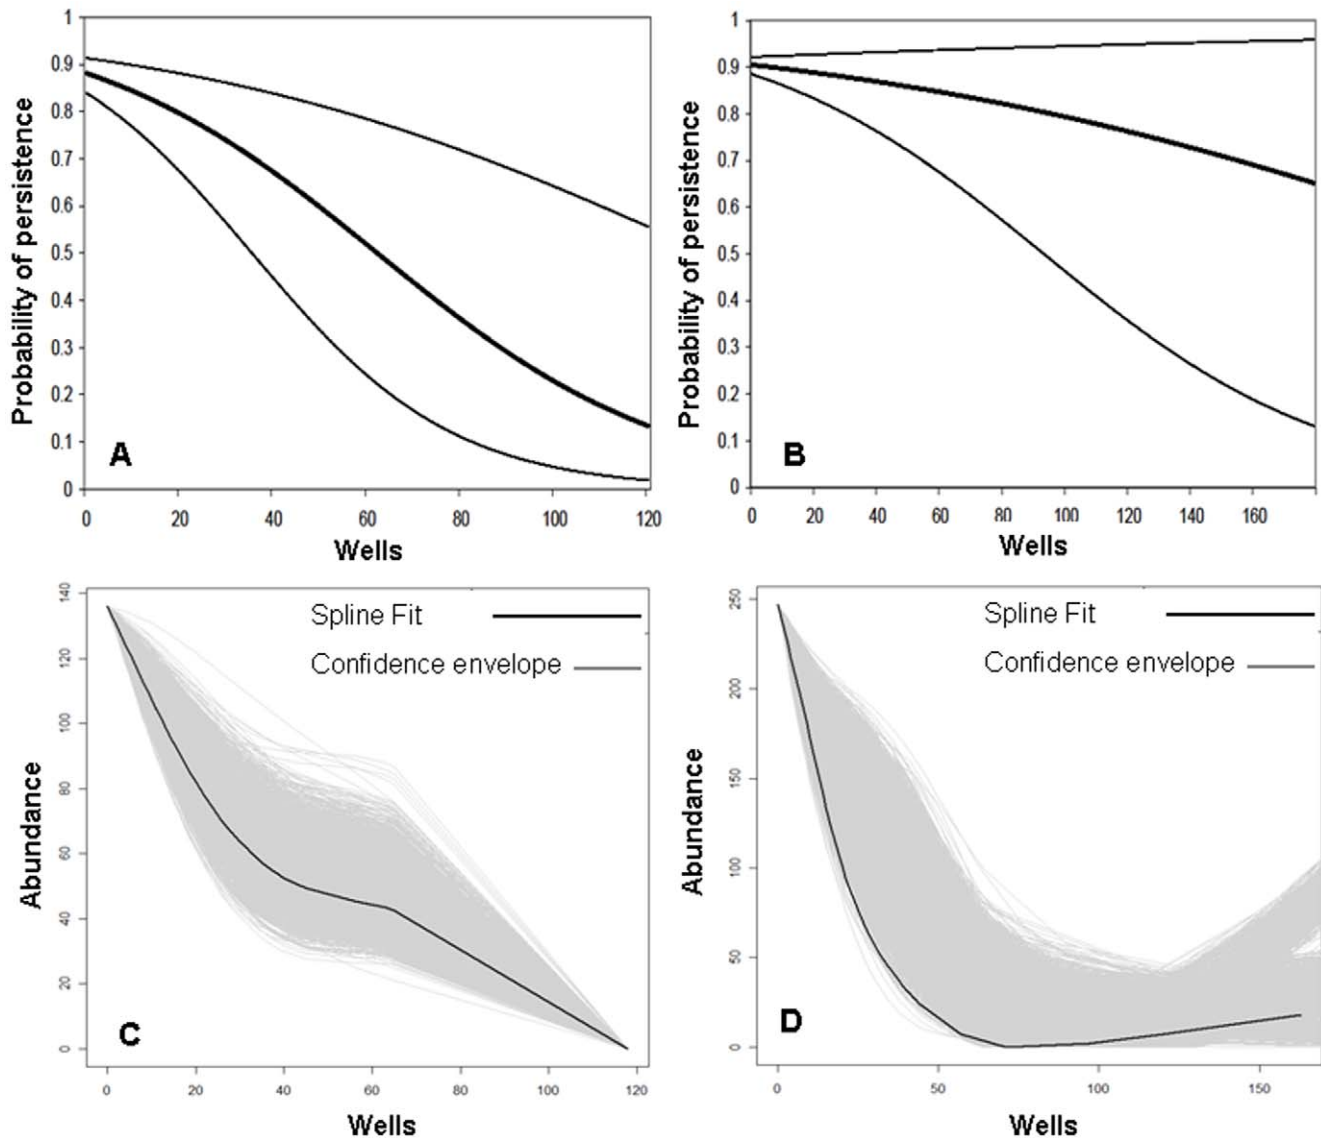 Probability of persistence
1
0.9
0.8
0.7
0.6
0.5
0.4
0.3
0.2
0.1
0
A
0 20 40 60 80 100 120
Wells
Probability of persistence
1
0.9
0.8
0.7
0.6
0.5
0.4
0.3
0.2
0.1
0
B
0 20 40 60 80 100 120 140 160
Wells
Abundance
140
120
100
80
60
40
20
0
Spline Fit
Confidence envelope
C
0 20 40 60 80 100 120
Wells
Abundance
250
200
150
100
50
0
Spline Fit
Confidence envelope
D
0 50 100 150
Wells